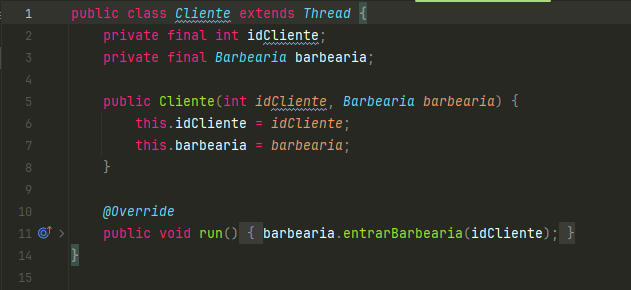 1 public class Cliente extends Thread {
2 private final int idCliente;
3 private final Barbearia barbearia;
4
5 public Cliente(int idCliente, Barbearia barbearia) {
6 this.idCliente = idCliente;
7 this.barbearia = barbearia;
8 }
9
10 @Override
11 public void run() { barbearia.entrarBarbearia(idCliente); }
14 }
15